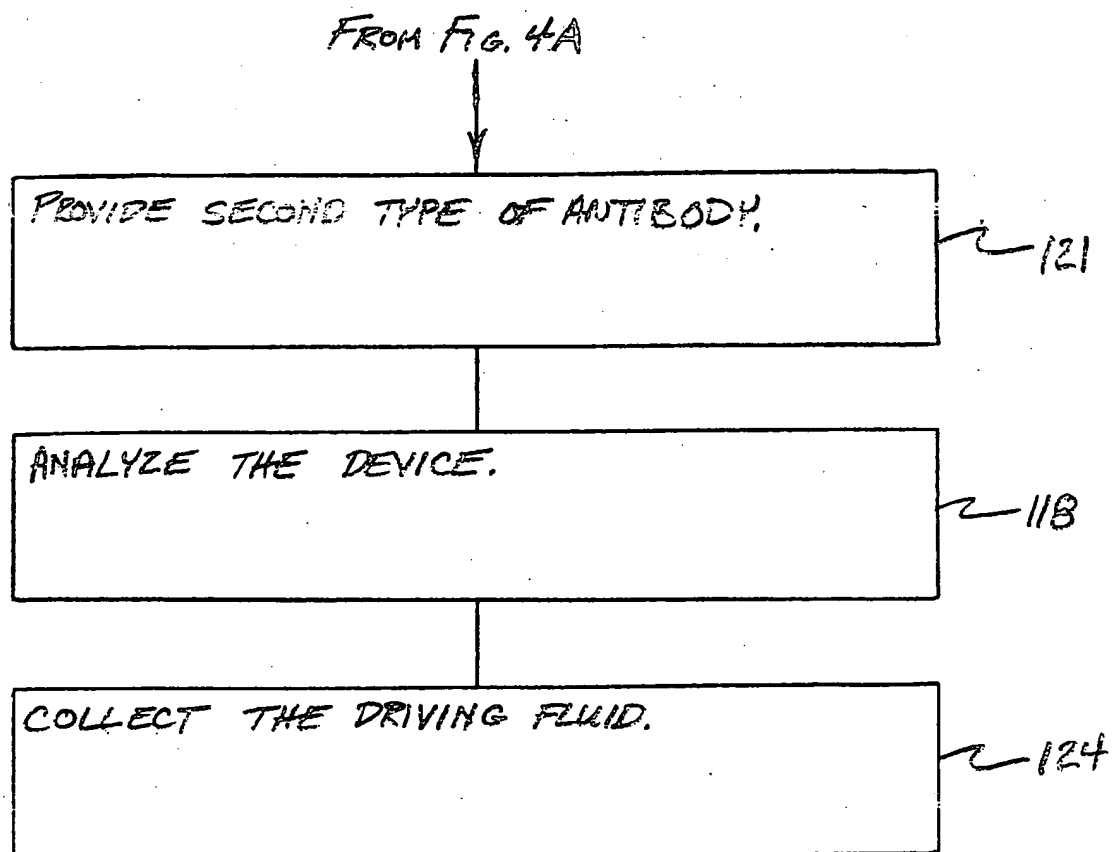 FROM FIG. 4A
PROVIDE SECOND TYPE OF ANTIBODY.
121
ANALYZE THE DEVICE.
118
COLLECT THE DRIVING FLUID.
124